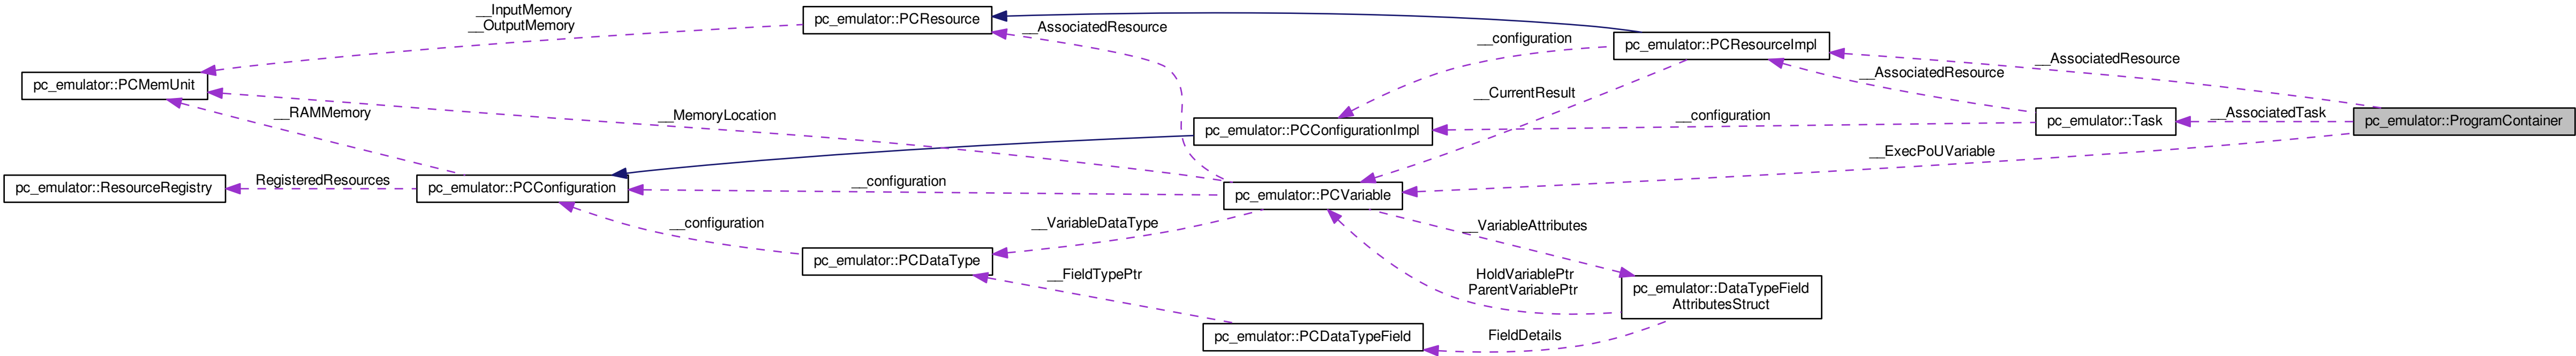 __InputMemory
__OutputMemory
pc_emulator::PCResource
__AssociatedResource
__configuration
pc_emulator::PCResourceImpl
__AssociatedResource
__AssociatedResource
pc_emulator::PCMemUnit
__RAMMemory
__MemoryLocation
__CurrentResult
pc_emulator::PCConfigurationImpl
__configuration
pc_emulator::Task
__AssociatedTask
pc_emulator::ProgramContainer
__ExecPoUVariable
pc_emulator::ResourceRegistry
RegisteredResources
pc_emulator::PCConfiguration
__configuration
pc_emulator::PCVariable
__configuration
__VariableDataType
__VariableAttributes
pc_emulator::PCDataType
__FieldTypePtr
HoldVariablePtr
ParentVariablePtr
pc_emulator::DataTypeField
AttributesStruct
pc_emulator::PCDataTypeField
FieldDetails